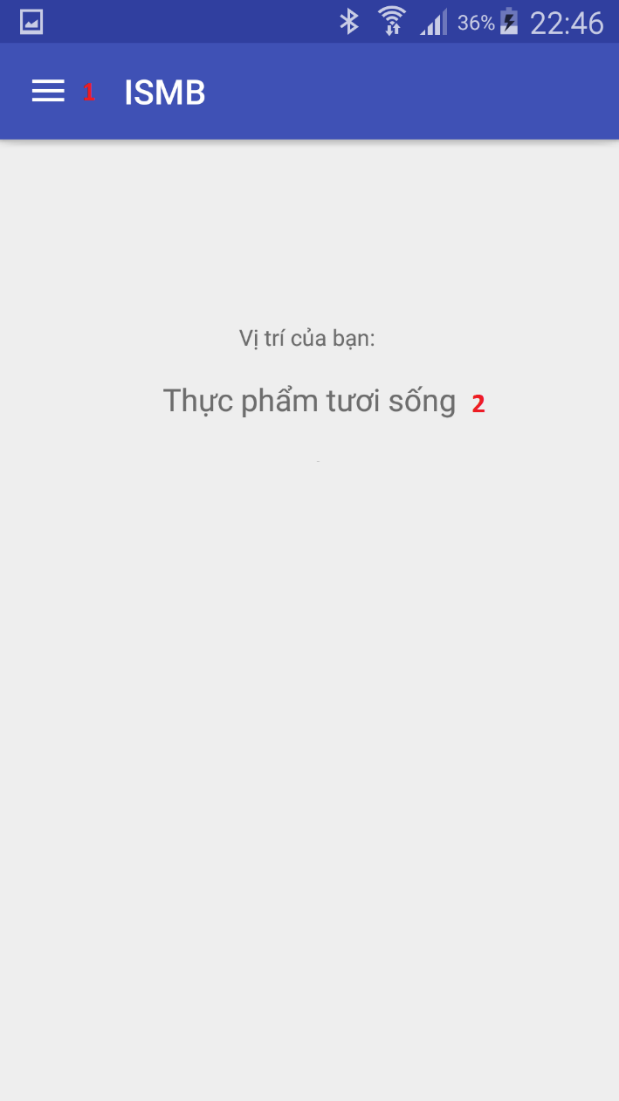 36% 22:46
1 ISMB
Vị trí của bạn:
Thực phẩm tươi sống 2